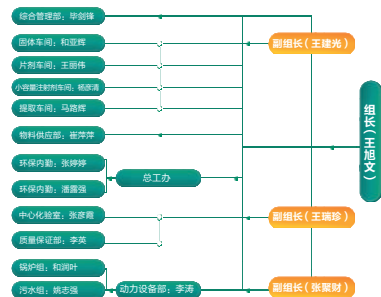 综合管理部：毕剑锋
固体车间：和亚辉
副组长（王建光）
片剂车间：王丽伟
小容量注射剂车间：杨彦清
提取车间：马路辉
组长（王旭文）
物料供应部：崔萍萍
环保内勤：张婷婷
总工办
环保内勤：潘露强
中心化验室：张彦霞
副组长（王瑞珍）
质量保证部：李英
锅炉组：和润叶
污水组：姚志强
动力设备部：李涛
副组长（张聚财）